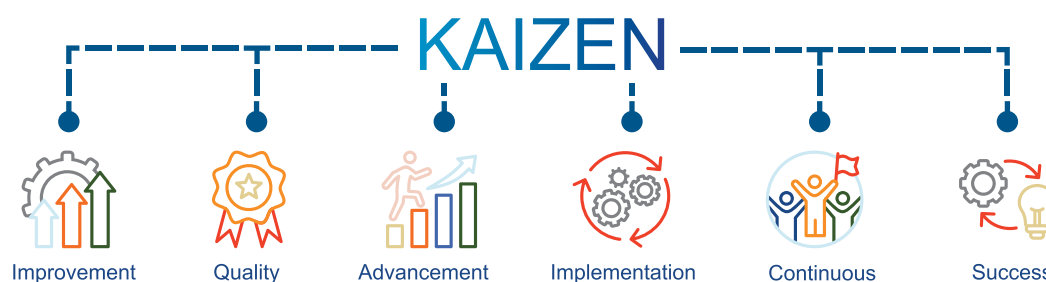 KAIZEN
Improvement
Quality
Advancement
Implementation
Continuous
Success